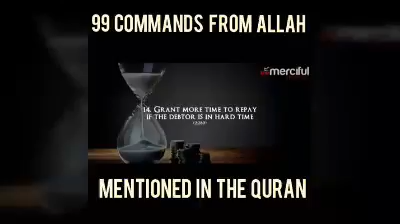 99 COMMANDS FROM ALLAH
merciful
14. GRANT MORE TIME TO REPAY
IF THE DEBTOR IS IN HARD TIME
MENTIONED IN THE QURAN